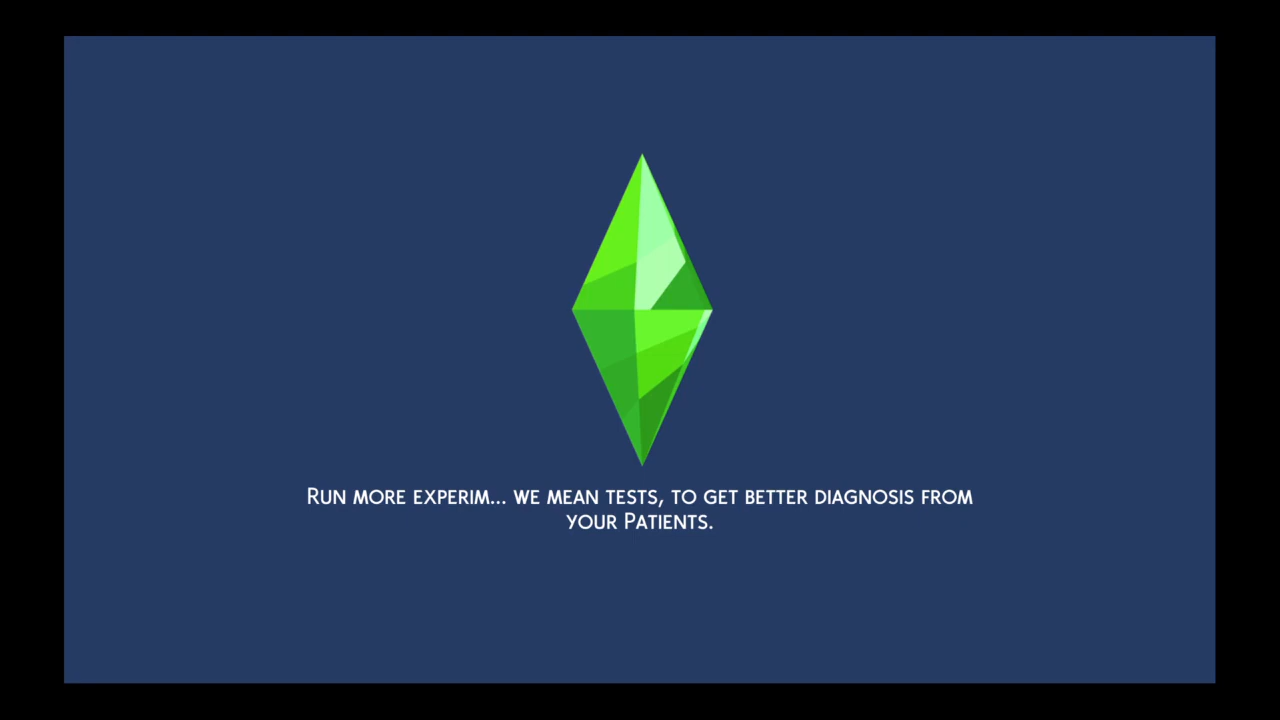 Run more experim... we mean tests, to get better diagnosis from
your Patients.